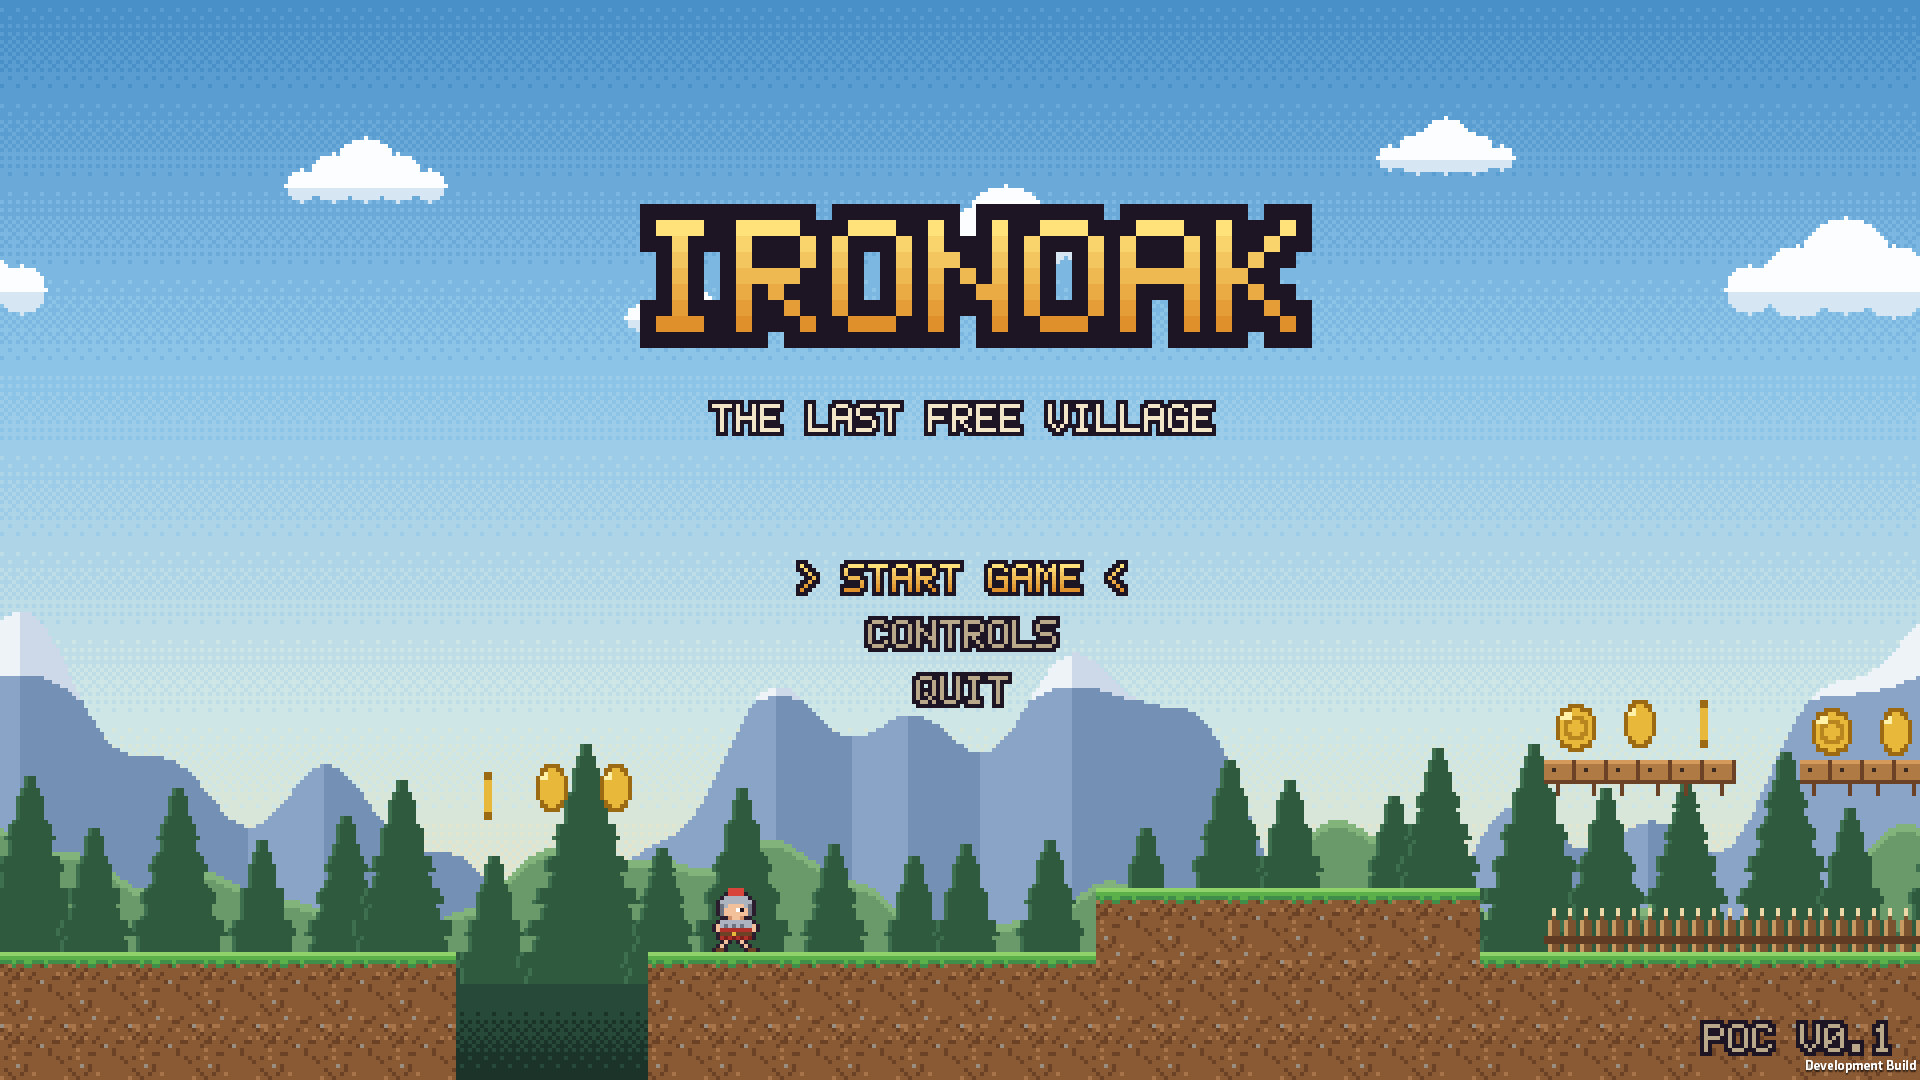 IRONOAK
THE LAST FREE VILLAGE
> START GAME <
CONTROLS
QUIT
POC V0.1
Development Build